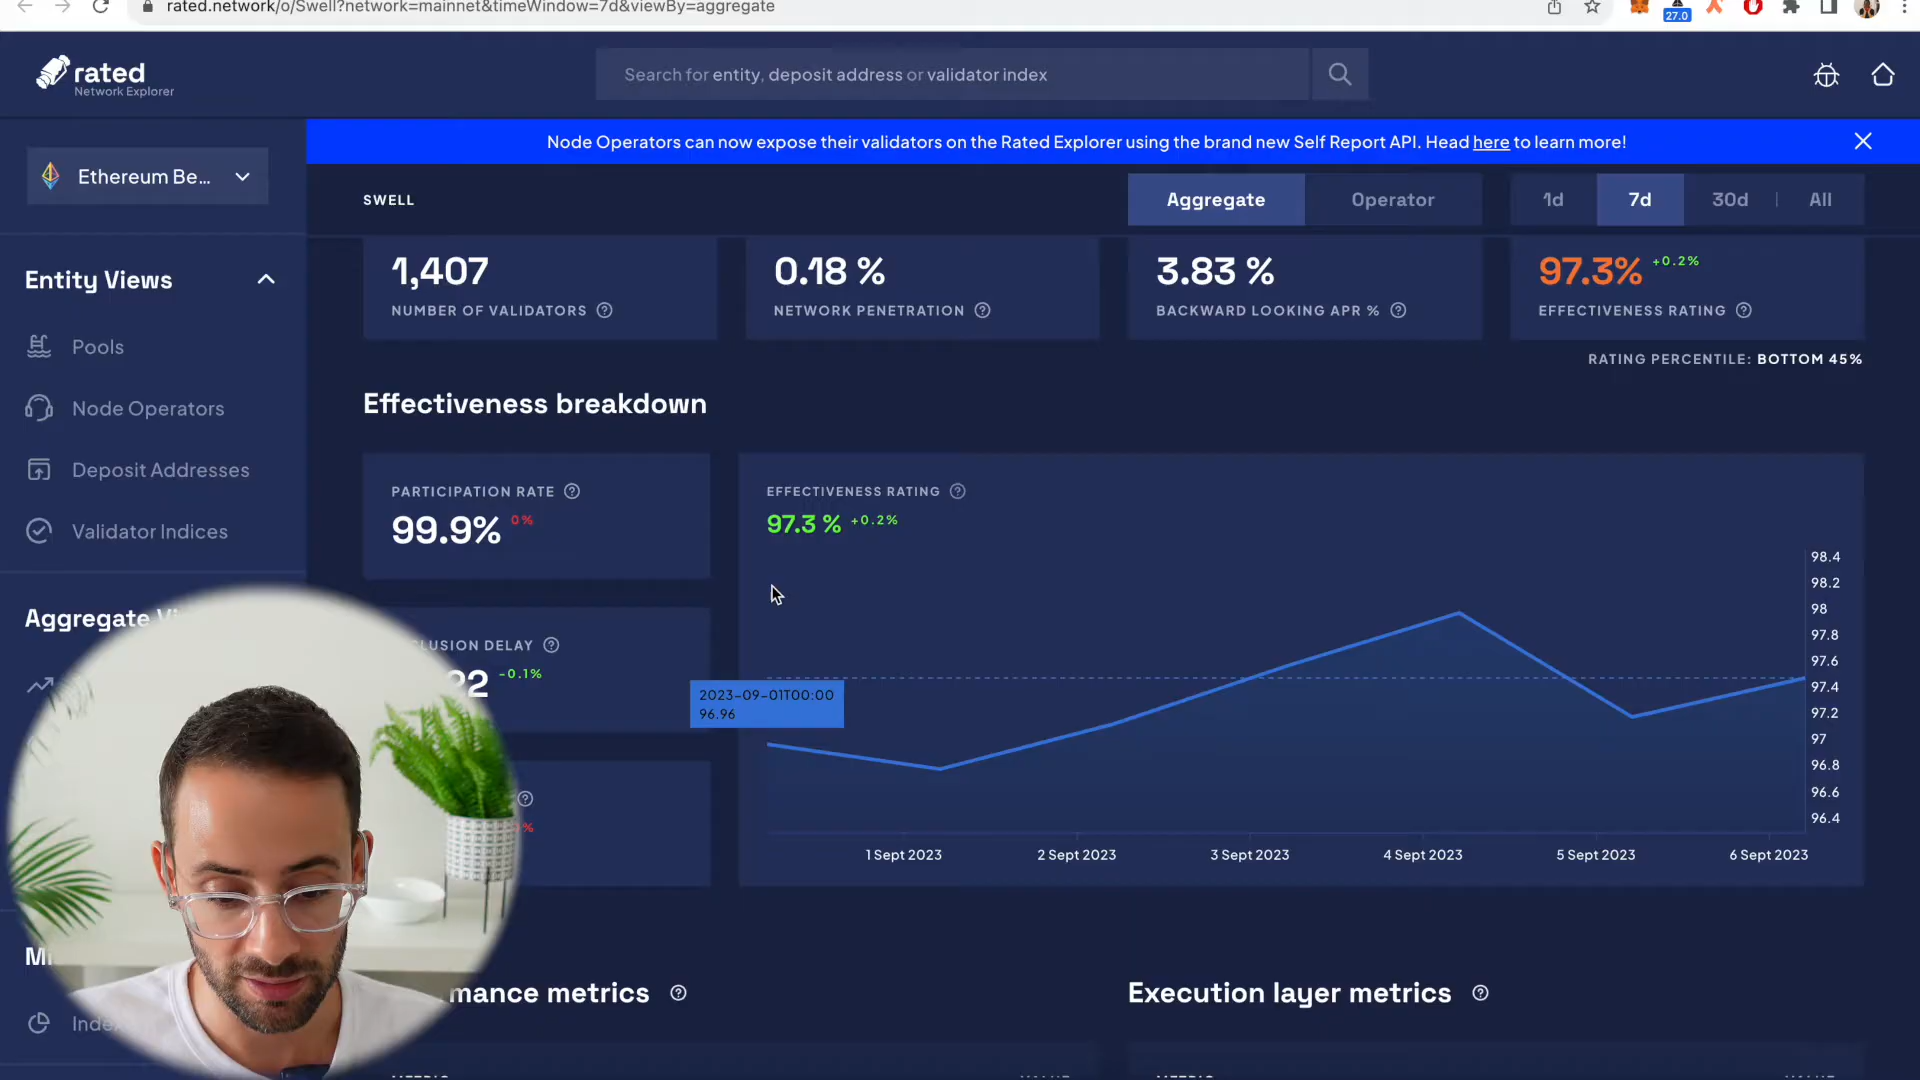 rated.network/o/Swell?network=mainnet&timeWindow=7d&viewBy=aggregate
27.0
rated
Network Explorer
Search for entity, deposit address or validator index
Node Operators can now expose their validators on the Rated Explorer using the brand new Self Report API. Head here to learn more!
Ethereum Be...
SWELL
Aggregate
Operator
1d
7d
30d
All
Entity Views
Pools
Node Operators
Deposit Addresses
Validator Indices
Aggregate
1,407
NUMBER OF VALIDATORS
0.18 %
NETWORK PENETRATION
3.83 %
BACKWARD LOOKING APR %
97.3% +0.2%
EFFECTIVENESS RATING
RATING PERCENTILE: BOTTOM 45%
Effectiveness breakdown
PARTICIPATION RATE
99.9% 0%
DELAY
-0.1%
EFFECTIVENESS RATING
97.3 % +0.2%
2023-09-01T00:00
96.96
98.4
98.2
98
97.8
97.6
97.4
97.2
97
96.8
96.6
96.4
1 Sept 2023
2 Sept 2023
3 Sept 2023
4 Sept 2023
5 Sept 2023
6 Sept 2023
metrics
Execution layer metrics